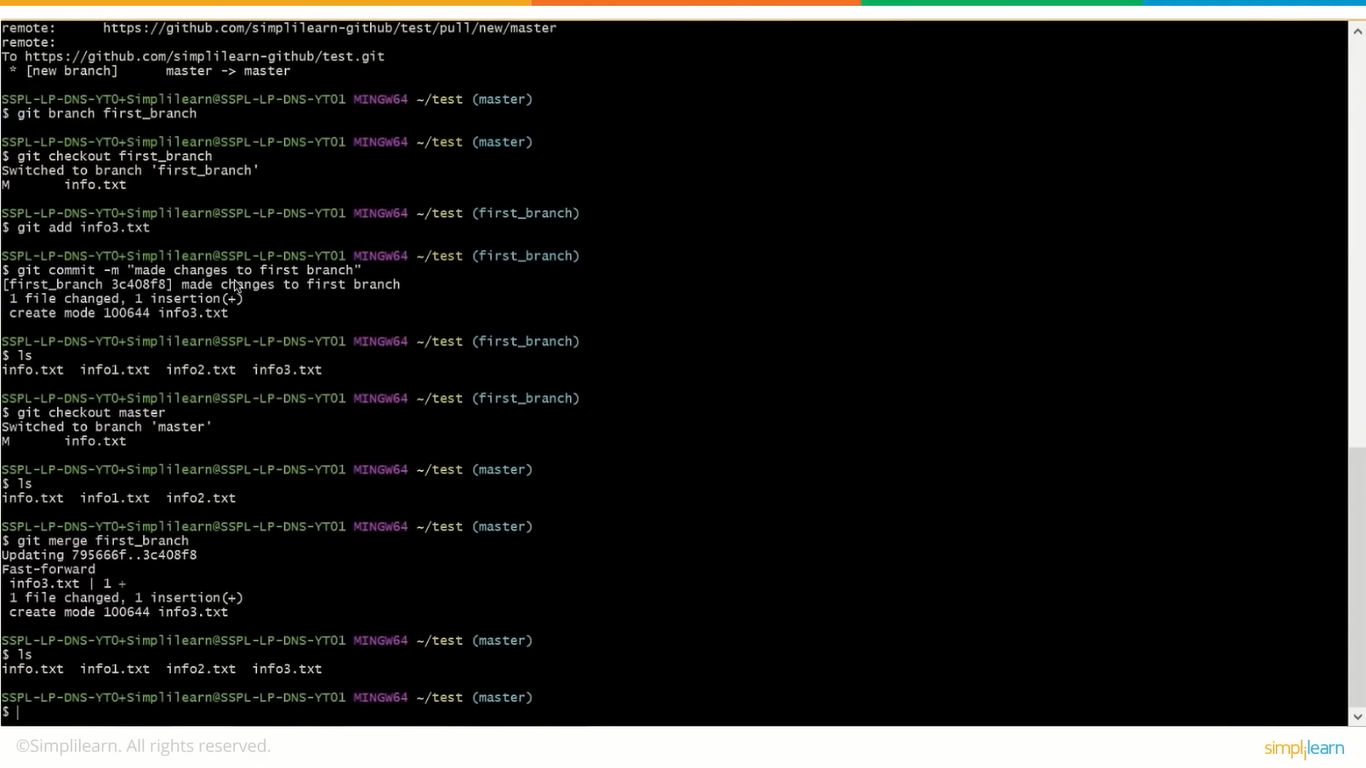 remote:      https://github.com/simplilearn-github/test/pull/new/master
remote:
To https://github.com/simplilearn-github/test.git
 * [new branch]      master -> master
SSPL-LP-DNS-YT0+Simplilearn@SSPL-LP-DNS-YT01 MINGW64 ~/test (master)
$ git branch first_branch
SSPL-LP-DNS-YT0+Simplilearn@SSPL-LP-DNS-YT01 MINGW64 ~/test (master)
$ git checkout first_branch
Switched to branch 'first_branch'
M       info.txt
SSPL-LP-DNS-YT0+Simplilearn@SSPL-LP-DNS-YT01 MINGW64 ~/test (first_branch)
$ git add info3.txt
SSPL-LP-DNS-YT0+Simplilearn@SSPL-LP-DNS-YT01 MINGW64 ~/test (first_branch)
$ git commit -m "made changes to first branch"
[first_branch 3c408f8] made changes to first branch
 1 file changed, 1 insertion(+)
 create mode 100644 info3.txt
SSPL-LP-DNS-YT0+Simplilearn@SSPL-LP-DNS-YT01 MINGW64 ~/test (first_branch)
$ ls
info.txt  info1.txt  info2.txt  info3.txt
SSPL-LP-DNS-YT0+Simplilearn@SSPL-LP-DNS-YT01 MINGW64 ~/test (first_branch)
$ git checkout master
Switched to branch 'master'
M       info.txt
SSPL-LP-DNS-YT0+Simplilearn@SSPL-LP-DNS-YT01 MINGW64 ~/test (master)
$ ls
info.txt  info1.txt  info2.txt
SSPL-LP-DNS-YT0+Simplilearn@SSPL-LP-DNS-YT01 MINGW64 ~/test (master)
$ git merge first_branch
Updating 795666f..3c408f8
Fast-forward
 info3.txt | 1 +
 1 file changed, 1 insertion(+)
 create mode 100644 info3.txt
SSPL-LP-DNS-YT0+Simplilearn@SSPL-LP-DNS-YT01 MINGW64 ~/test (master)
$ ls
info.txt  info1.txt  info2.txt  info3.txt
SSPL-LP-DNS-YT0+Simplilearn@SSPL-LP-DNS-YT01 MINGW64 ~/test (master)
$
©Simplilearn. All rights reserved.
simplilearn